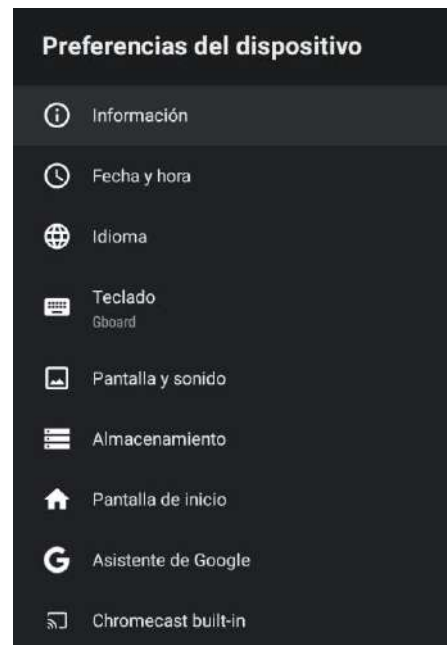 Preferencias del dispositivo
Información
Fecha y hora
Idioma
Teclado
Gboard
Pantalla y sonido
Almacenamiento
Pantalla de inicio
Asistente de Google
Chromecast built-in